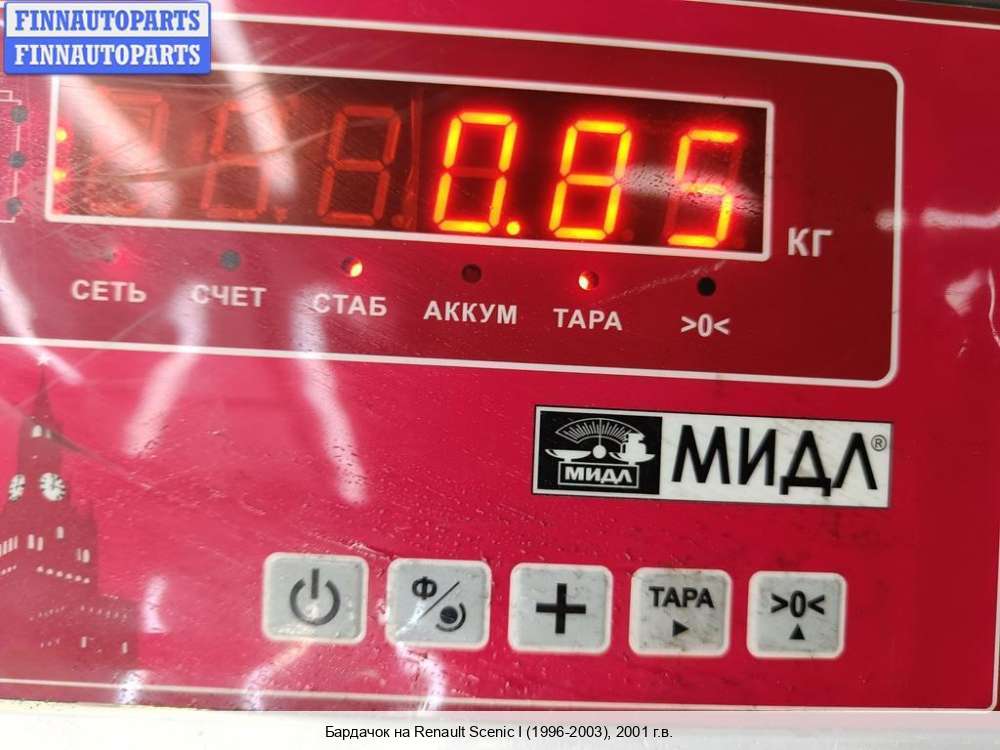 FINNAUTOPARTS
FINNAUTOPARTS
0.85
КГ
СЕТЬ СЧЕТ СТАБ АККУМ ТАРА >0<
МИДЛ МИДЛ®
Ф ТАРА >0<
Бардачок на Renault Scenic I (1996-2003), 2001 г.в.